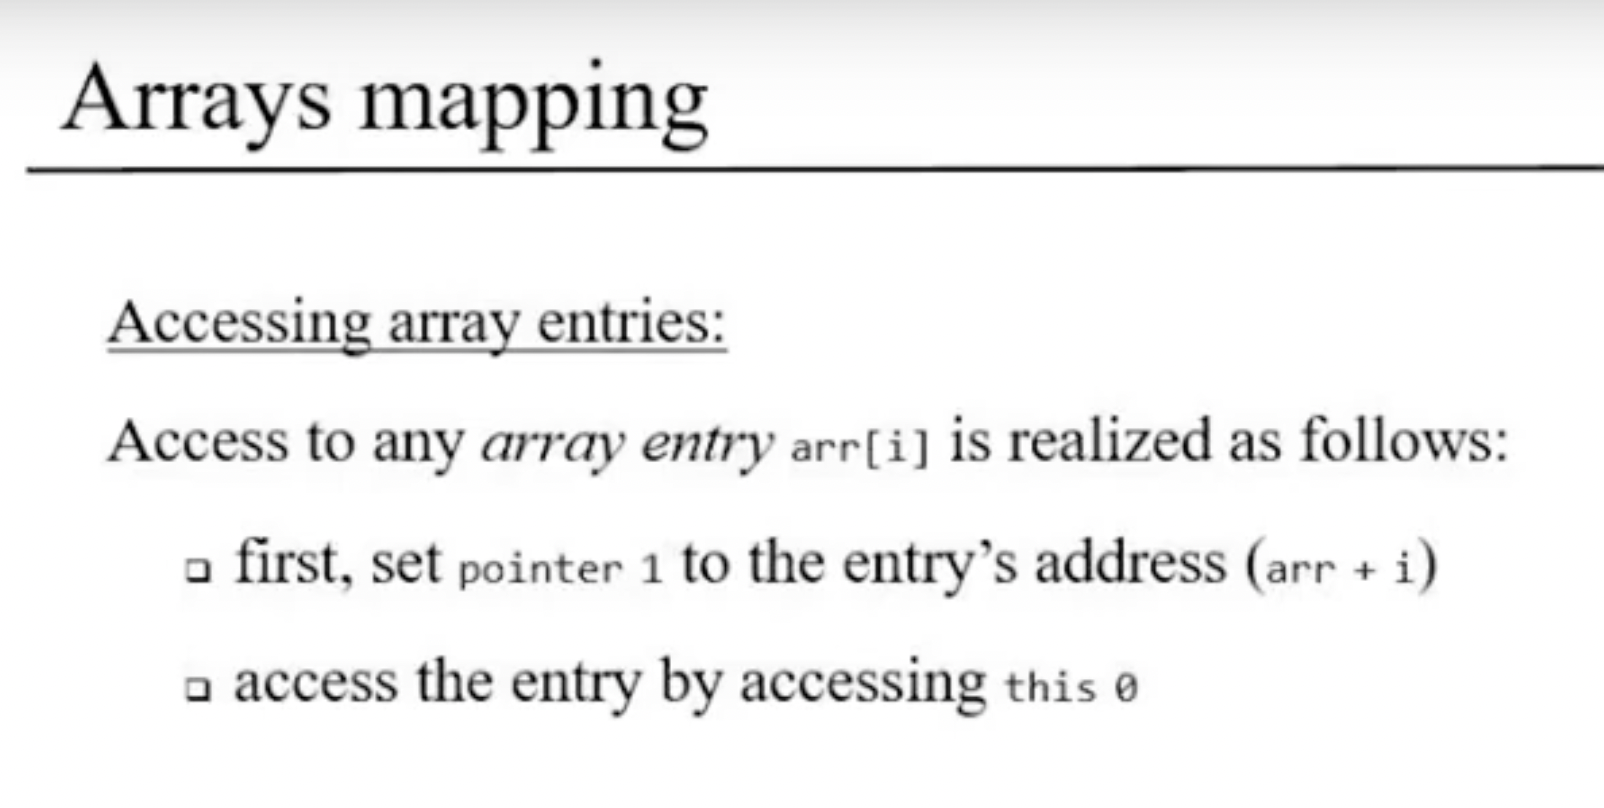 Arrays mapping
Accessing array entries:
Access to any array entry arr[i] is realized as follows:
first, set pointer 1 to the entry’s address (arr + i)
access the entry by accessing this 0